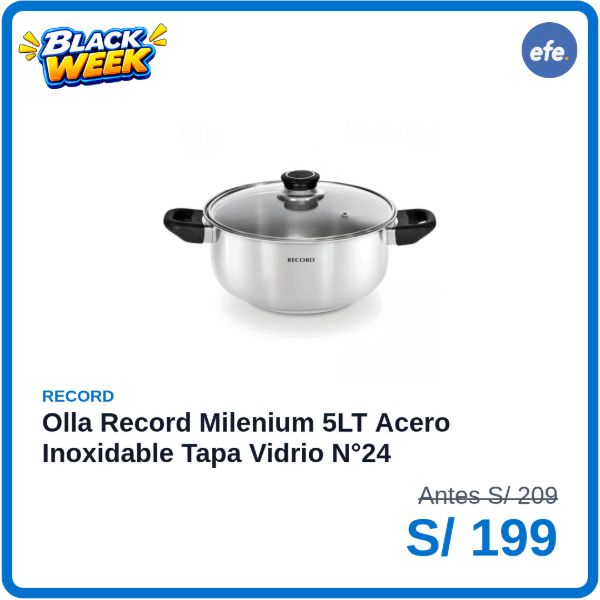 BLACK
WEEK
efe.
RECORD
RECORD
Olla Record Milenium 5LT Acero
Inoxidable Tapa Vidrio N°24
Antes S/ 209
S/ 199